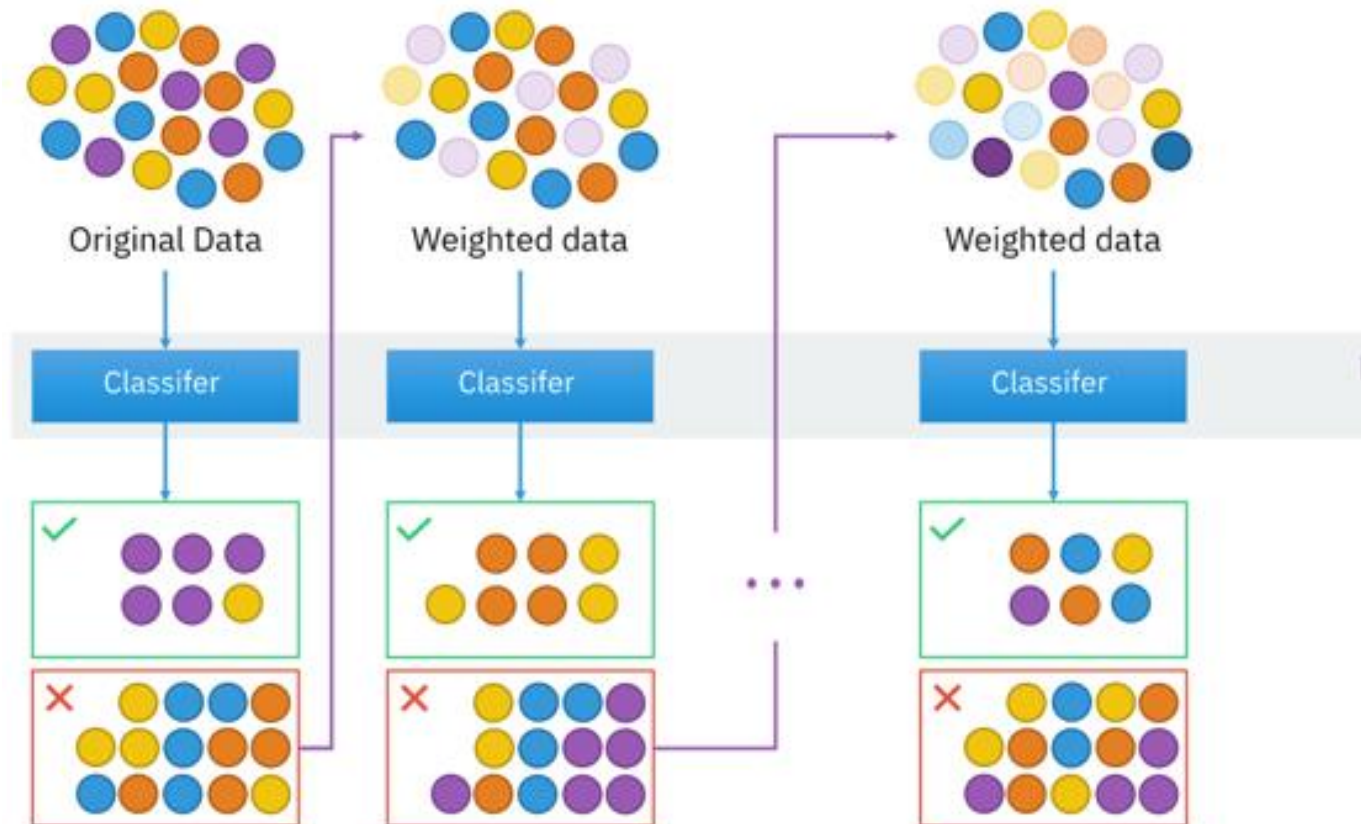 Original Data
Weighted data
Weighted data
Classifer
Classifer
Classifer